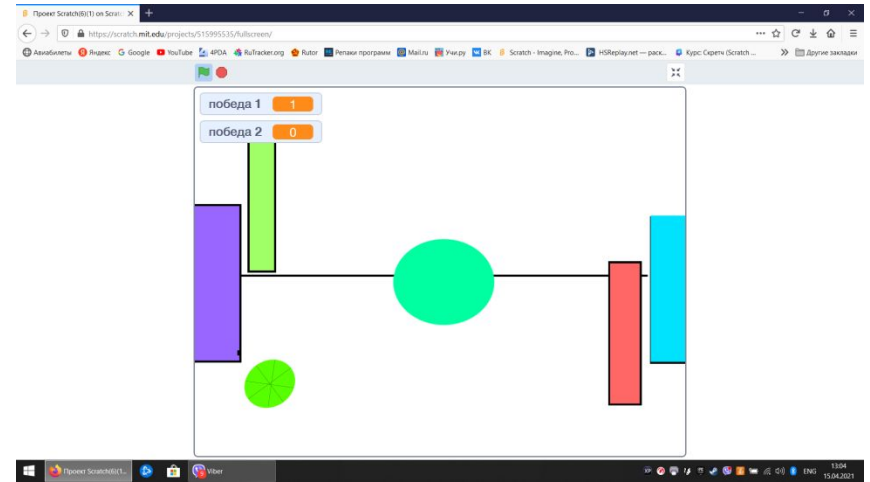 Проект Scratch(6)(1) on Scratc
https://scratch.mit.edu/projects/515995535/fullscreen/
Авиабилеты Яндекс Google YouTube 4PDA RuTracker.org Rutor Репаки программ Mail.ru Учи.ру ВК Scratch - Imagine, Pro... HSReplay.net — раск... Курс: Скретч (Scratch ... Другие закладки
победа 1 1
победа 2 0
Проект Scratch(6)(1... Viber ENG 13:04
15.04.2021